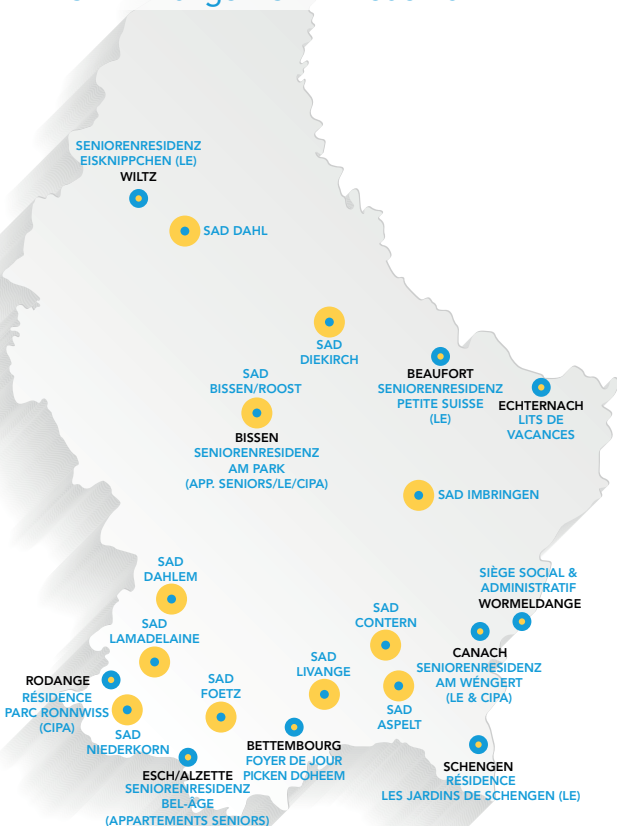 SENIORENRESIDENZ
EISKNIPPCHEN (LE)
WILTZ
SAD DAHL
SAD
DIEKIRCH
SAD
BISSEN/ROOST
BISSEN
SENIORENRESIDENZ
AM PARK
(APP. SENIORS/LE/CIPA)
BEAUFORT
SENIORENRESIDENZ
PETITE SUISSE
(LE)
ECHTERNACH
LITS DE
VACANCES
SAD IMBRINGEN
SAD
DAHLEM
SAD
LAMADELAINE
SIÈGE SOCIAL &
ADMINISTRATIF
WORMELDANGE
SAD
CONTERN
CANACH
SENIORENRESIDENZ
AM WÉNGERT
(LE & CIPA)
RODANGE
RÉSIDENCE
PARC RONNWISS
(CIPA)
SAD
NIEDERKORN
SAD
FOETZ
SAD
LIVANGE
SAD
ASPELT
BETTEMBOURG
FOYER DE JOUR
PICKEN DOHEEM
ESCH/ALZETTE
SENIORENRESIDENZ
BEL-ÂGE
(APPARTEMENTS SENIORS)
SCHENGEN
RÉSIDENCE
LES JARDINS DE SCHENGEN (LE)